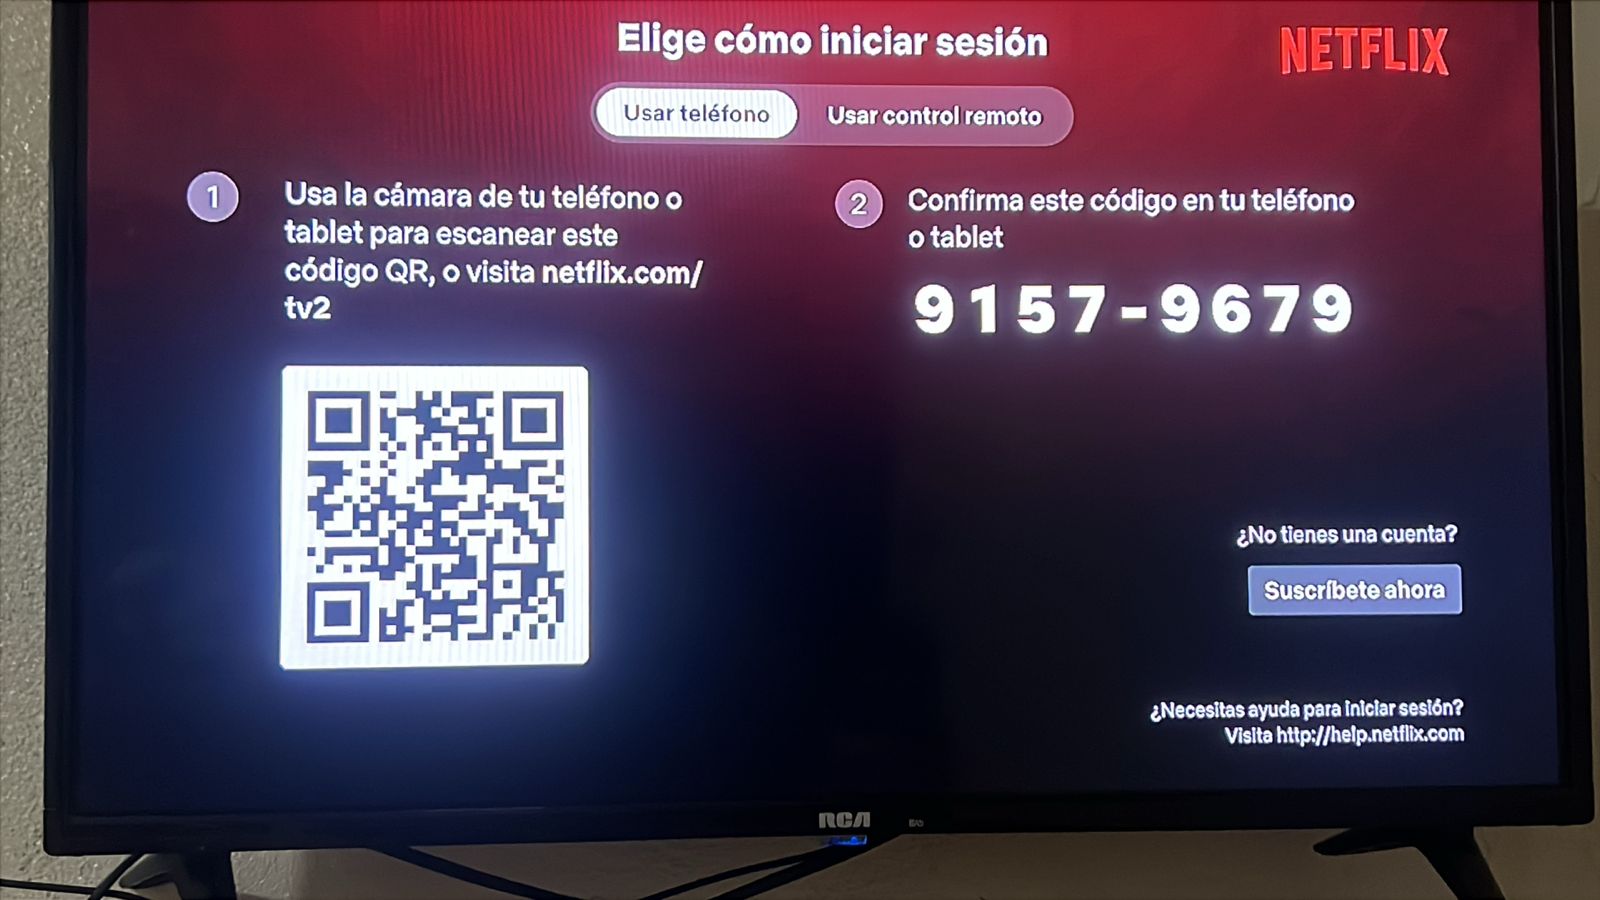 Elige cómo iniciar sesión
NETFLIX
Usar teléfono
Usar control remoto
1
Usa la cámara de tu teléfono o
tablet para escanear este
código QR, o visita netflix.com/
tv2
2
Confirma este código en tu teléfono
o tablet
9157-9679
¿No tienes una cuenta?
Suscríbete ahora
¿Necesitas ayuda para iniciar sesión?
Visita http://help.netflix.com
RCA